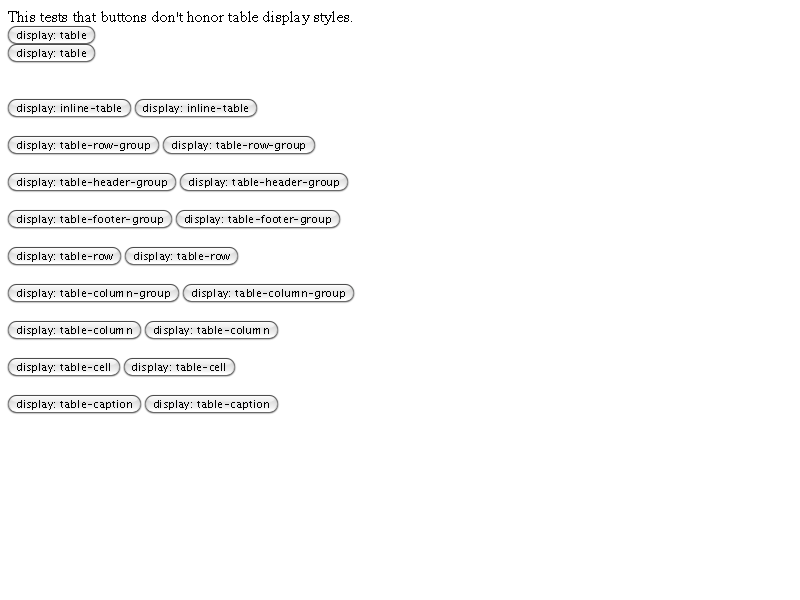 This tests that buttons don't honor table display styles.
display: table
display: table
display: inline-table display: inline-table
display: table-row-group display: table-row-group
display: table-header-group display: table-header-group
display: table-footer-group display: table-footer-group
display: table-row display: table-row
display: table-column-group display: table-column-group
display: table-column display: table-column
display: table-cell display: table-cell
display: table-caption display: table-caption